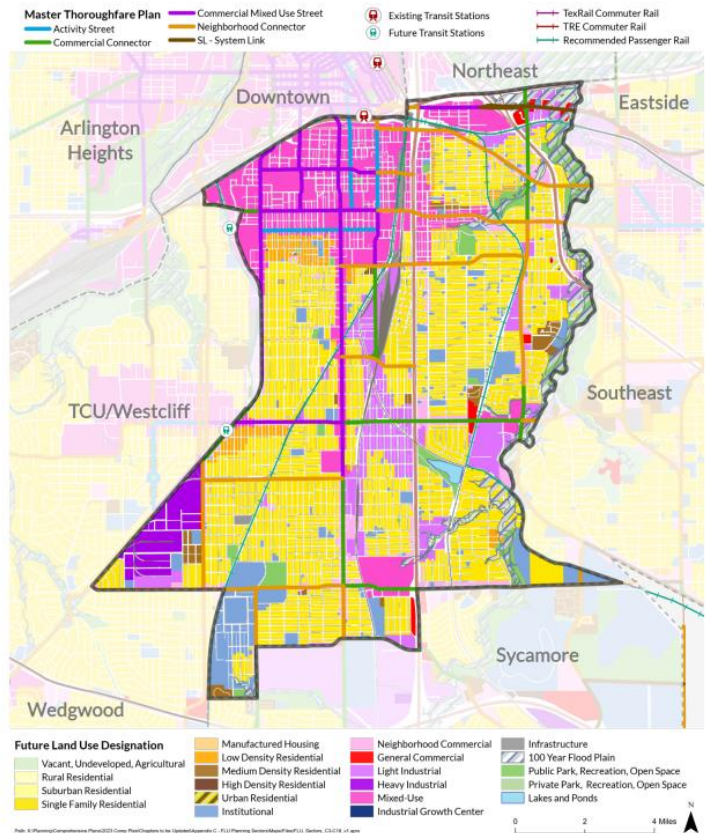 Master Thoroughfare Plan
Activity Street
Commercial Connector
Commercial Mixed Use Street
Neighborhood Connector
SL - System Link
Existing Transit Stations
Future Transit Stations
TexRail Commuter Rail
TRE Commuter Rail
Recommended Passenger Rail
Northeast
Downtown
Eastside
Arlington
Heights
Southeast
TCU/Westcliff
Sycamore
Wedgwood
Future Land Use Designation
Vacant, Undeveloped, Agricultural
Rural Residential
Suburban Residential
Single Family Residential
Manufactured Housing
Low Density Residential
Medium Density Residential
High Density Residential
Urban Residential
Institutional
Neighborhood Commercial
General Commercial
Light Industrial
Heavy Industrial
Mixed-Use
Industrial Growth Center
Infrastructure
100 Year Flood Plain
Public Park, Recreation, Open Space
Private Park, Recreation, Open Space
Lakes and Ponds
N
0 2 4 Miles